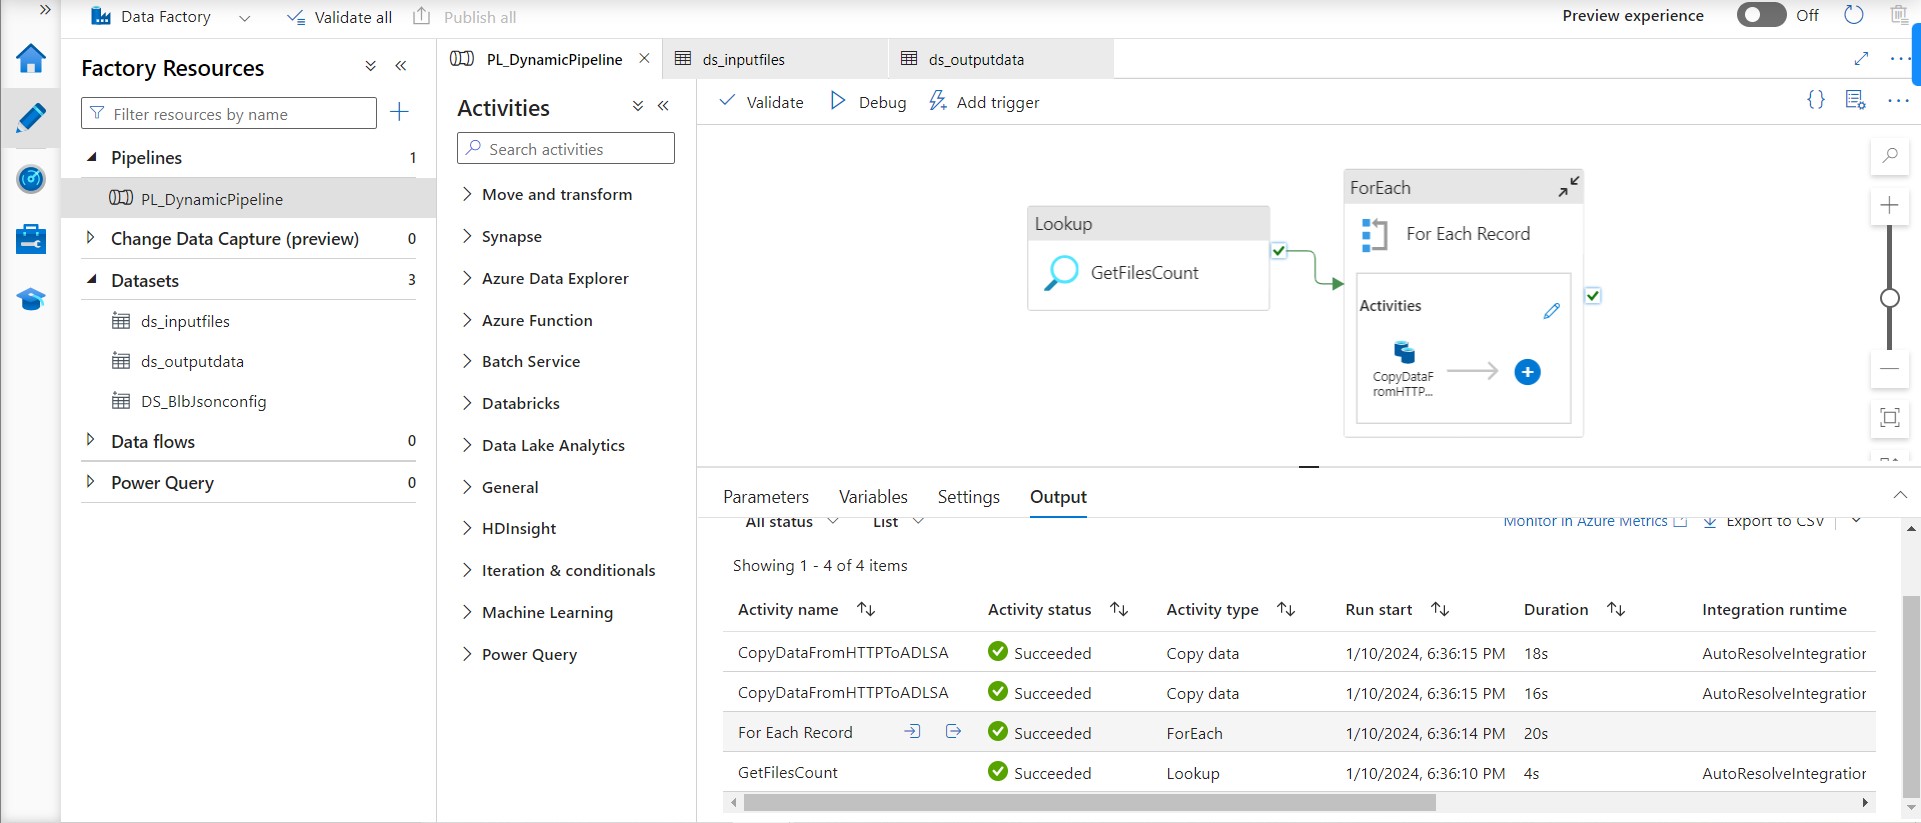 Data Factory
Validate all
Publish all
Preview experience
Off
Factory Resources
Filter resources by name
Pipelines 1
PL_DynamicPipeline
Change Data Capture (preview) 0
Datasets 3
ds_inputfiles
ds_outputdata
DS_BlbJsonconfig
Data flows 0
Power Query 0
PL_DynamicPipeline
ds_inputfiles
ds_outputdata
Activities
Search activities
Move and transform
Synapse
Azure Data Explorer
Azure Function
Batch Service
Databricks
Data Lake Analytics
General
HDInsight
Iteration & conditionals
Machine Learning
Power Query
Validate
Debug
Add trigger
Lookup
GetFilesCount
ForEach
For Each Record
Activities
CopyDataF
romHTTP...
Parameters Variables Settings Output
All status List Monitor in Azure Metrics Export to CSV
Showing 1 - 4 of 4 items
Activity name Activity status Activity type Run start Duration Integration runtime
CopyDataFromHTTPToADLSA Succeeded Copy data 1/10/2024, 6:36:15 PM 18s AutoResolveIntegration
CopyDataFromHTTPToADLSA Succeeded Copy data 1/10/2024, 6:36:15 PM 16s AutoResolveIntegration
For Each Record Succeeded ForEach 1/10/2024, 6:36:14 PM 20s
GetFilesCount Succeeded Lookup 1/10/2024, 6:36:10 PM 4s AutoResolveIntegration